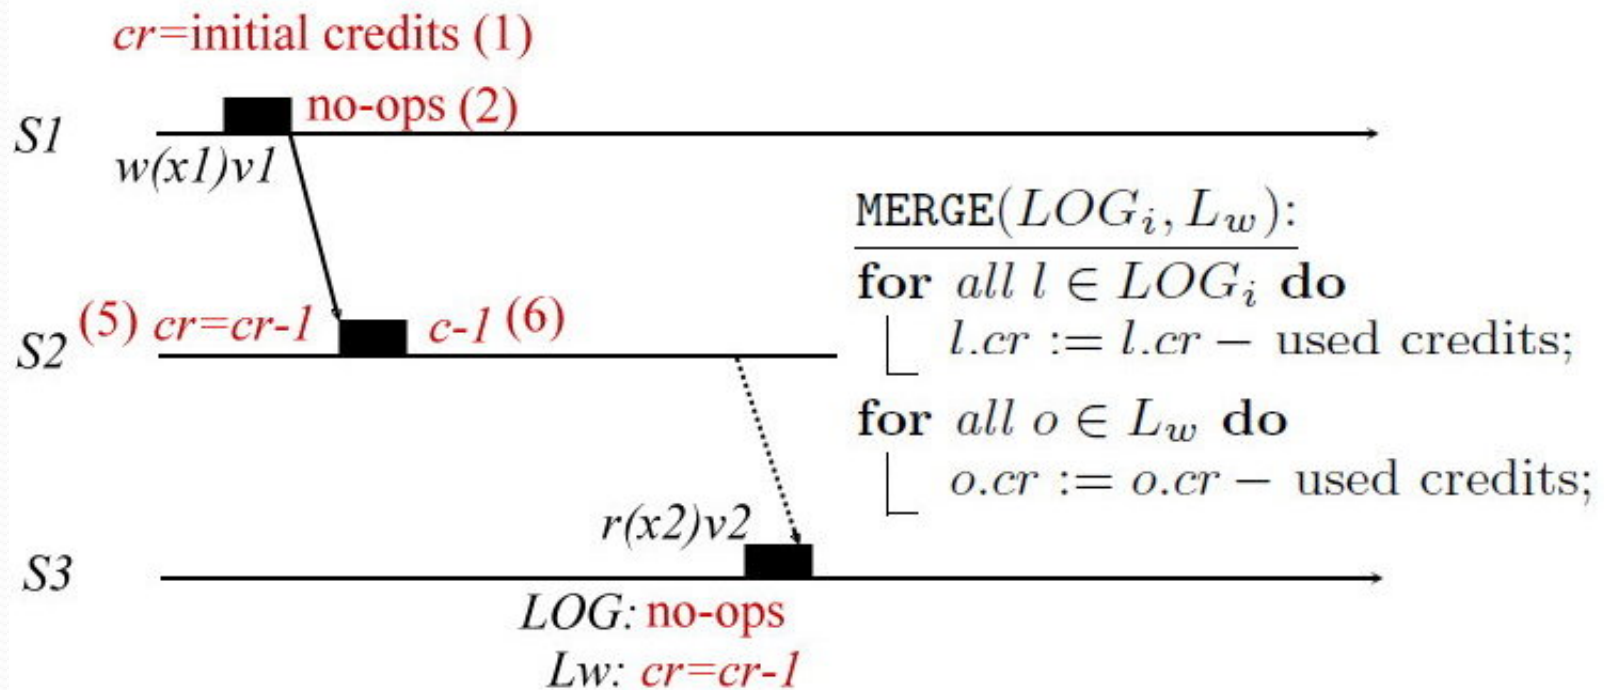 cr=initial credits (1)
no-ops (2)
S1
w(x1)v1
MERGE(LOG_i, L_w):
for all l ∈ LOG_i do
l.cr := l.cr − used credits;
(5) cr=cr-1
c-1 (6)
S2
for all o ∈ L_w do
o.cr := o.cr − used credits;
r(x2)v2
S3
LOG: no-ops
Lw: cr=cr-1